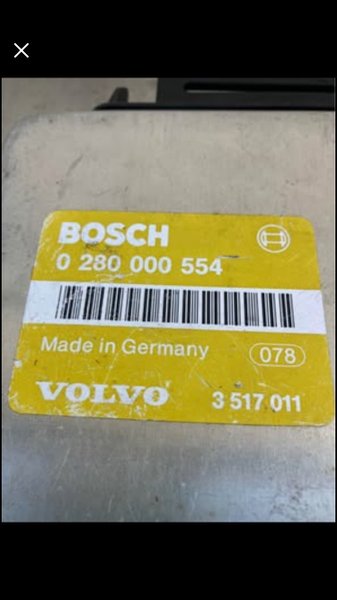 BOSCH
0 280 000 554
Made in Germany 078
VOLVO 3 517 011